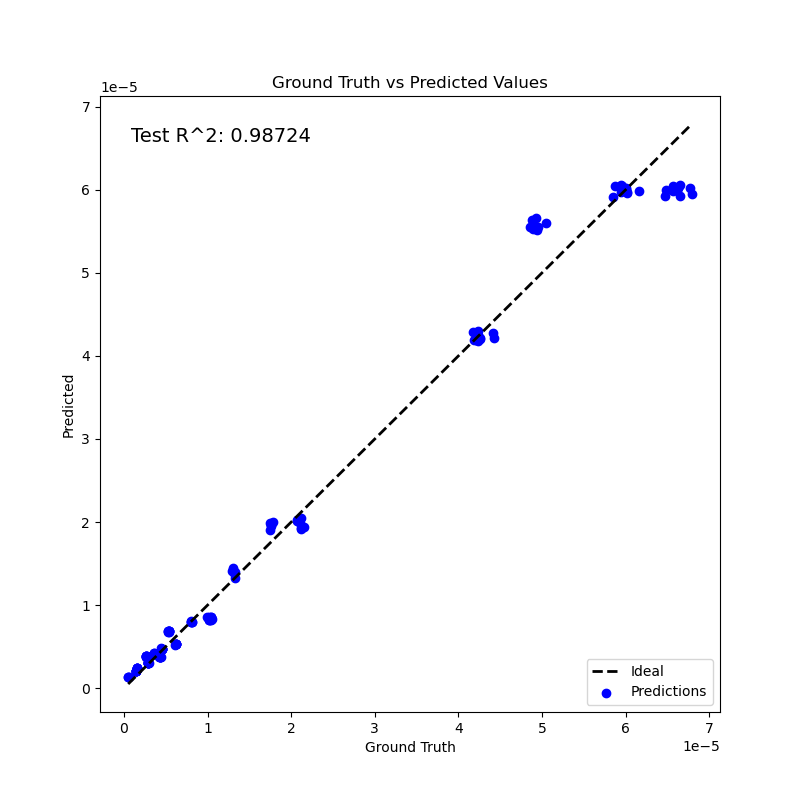 Ground Truth vs Predicted Values
1e−5
Test R^2: 0.98724
7
6
5
4
3
2
1
0
Predicted
Ideal
Predictions
0 1 2 3 4 5 6 7
1e−5
Ground Truth